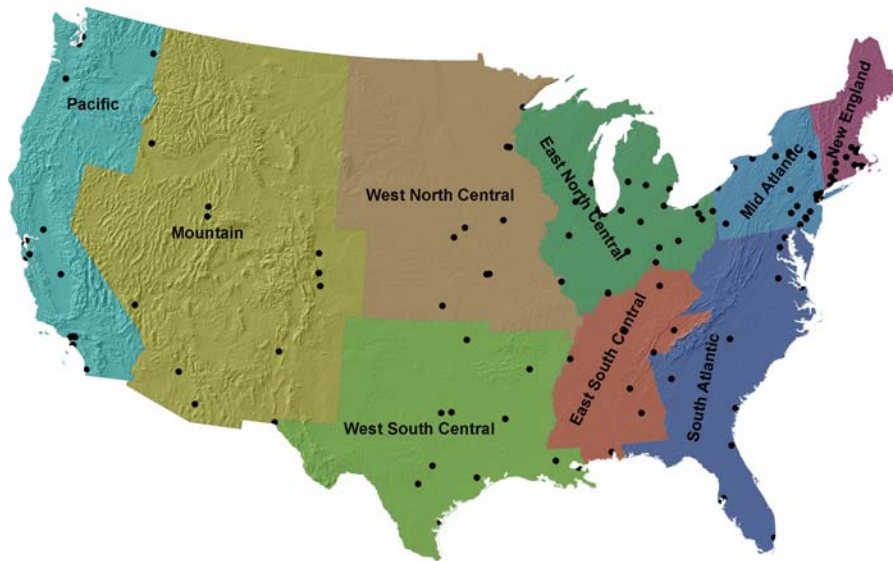 Pacific
Mountain
West North Central
West South Central
East North Central
East South Central
South Atlantic
Mid Atlantic
New England